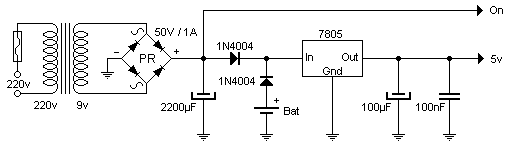 On
50V / 1A
7805
1N4004
PR
In
Out
5v
1N4004
Gnd
220v
220v
9v
2200µF
Bat
100µF
100nF